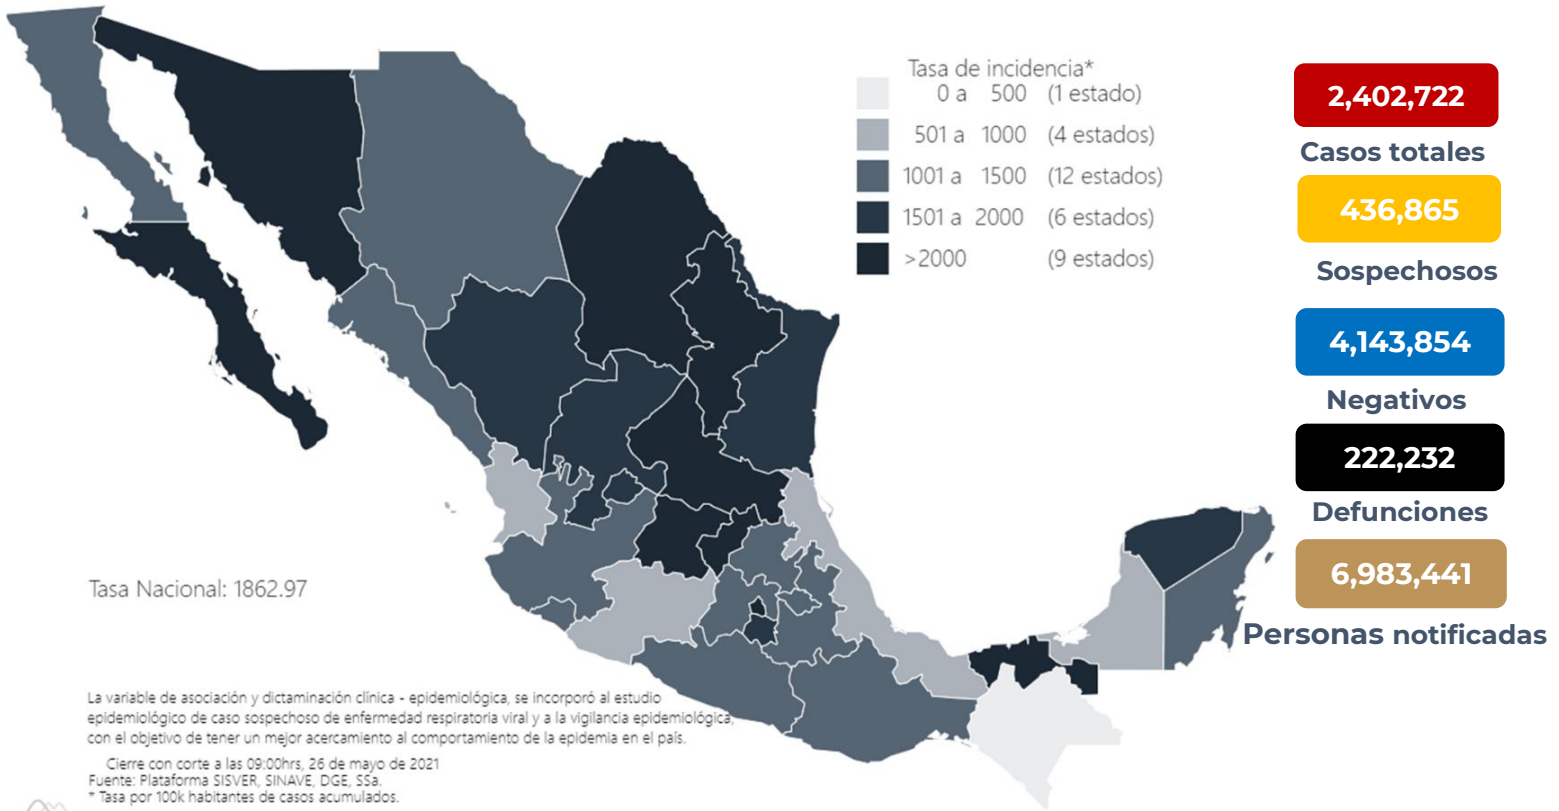 Tasa de incidencia*
0 a 500 (1 estado)
501 a 1000 (4 estados)
1001 a 1500 (12 estados)
1501 a 2000 (6 estados)
>2000 (9 estados)
2,402,722
Casos totales
436,865
Sospechosos
4,143,854
Negativos
222,232
Defunciones
6,983,441
Personas notificadas
Tasa Nacional: 1862.97
La variable de asociación y dictaminación clínica - epidemiológica, se incorporó al estudio
epidemiológico de caso sospechoso de enfermedad respiratoria viral y a la vigilancia epidemiológica,
con el objetivo de tener un mejor acercamiento al comportamiento de la epidemia en el país.
Cierre con corte a las 09:00hrs, 26 de mayo de 2021
Fuente: Plataforma SISVER, SINAVE, DGE, SSa.
* Tasa por 100k habitantes de casos acumulados.